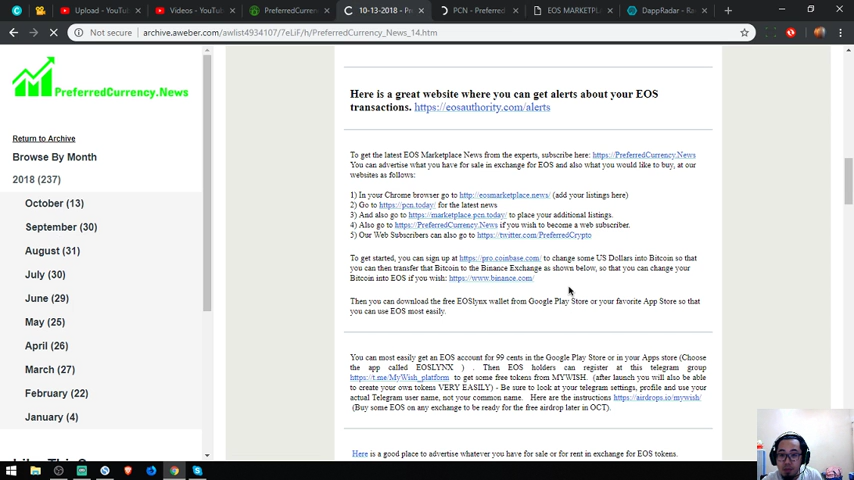 Upload - YouTu
Videos - YouTu
PreferredCurren
10-13-2018 - Pr
PCN - Preferred
EOS MARKETPL
DappRadar - Ra
Not secure
archive.aweber.com/awlist4934107/7eLiF/h/PreferredCurrency_News_14.htm
PreferredCurrency.News
Return to Archive
Browse By Month
2018 (237)
October (13)
September (30)
August (31)
July (30)
June (29)
May (25)
April (26)
March (27)
February (22)
January (4)
Here is a great website where you can get alerts about your EOS
transactions. https://eosauthority.com/alerts
To get the latest EOS Marketplace News from the experts, subscribe here: https://PreferredCurrency.News
You can advertise what you have for sale in exchange for EOS and also what you would like to buy, at our
websites as follows:
1) In your Chrome browser go to http://eosmarketplace.news/ (add your listings here)
2) Go to https://pcn.today/ for the latest news
3) And also go to https://marketplace.pcn.today/ to place your additional listings.
4) Also go to https://PreferredCurrency.News if you wish to become a web subscriber.
5) Our Web Subscribers can also go to https://twitter.com/PreferredCrypto
To get started, you can sign up at https://pro.coinbase.com/ to change some US Dollars into Bitcoin so that
you can then transfer that Bitcoin to the Binance Exchange as shown below, so that you can change your
Bitcoin into EOS if you wish: https://www.binance.com/
Then you can download the free EOSlynx wallet from Google Play Store or your favorite App Store so that
you can use EOS most easily.
You can most easily get an EOS account for 99 cents in the Google Play Store or in your Apps store (Choose
the app called EOSLYNX ) . Then EOS holders can register at this telegram group
https://t.me/MyWish_platform to get some free tokens from MYWISH. (after launch you will also be able
to create your own tokens VERY EASILY) - Be sure to look at your telegram settings, profile and use your
actual Telegram user name, not your common name. Here are the instructions https://airdrops.io/mywish/
(Buy some EOS on any exchange to be ready for the free airdrop later in OCT).
Here is a good place to advertise whatever you have for sale or for rent in exchange for EOS tokens.